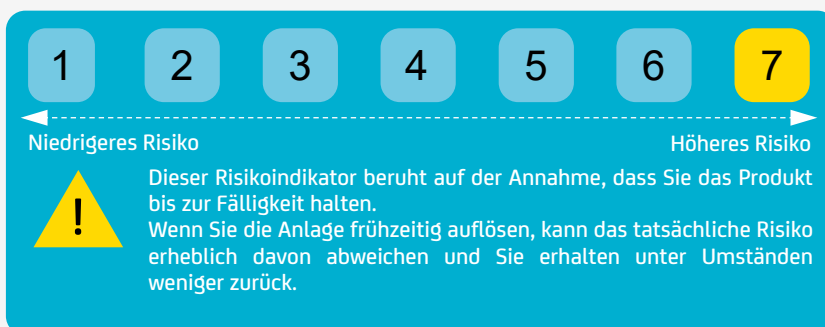 1 2 3 4 5 6 7
Niedrigeres Risiko Höheres Risiko
!
Dieser Risikoindikator beruht auf der Annahme, dass Sie das Produkt
bis zur Fälligkeit halten.
Wenn Sie die Anlage frühzeitig auflösen, kann das tatsächliche Risiko
erheblich davon abweichen und Sie erhalten unter Umständen
weniger zurück.